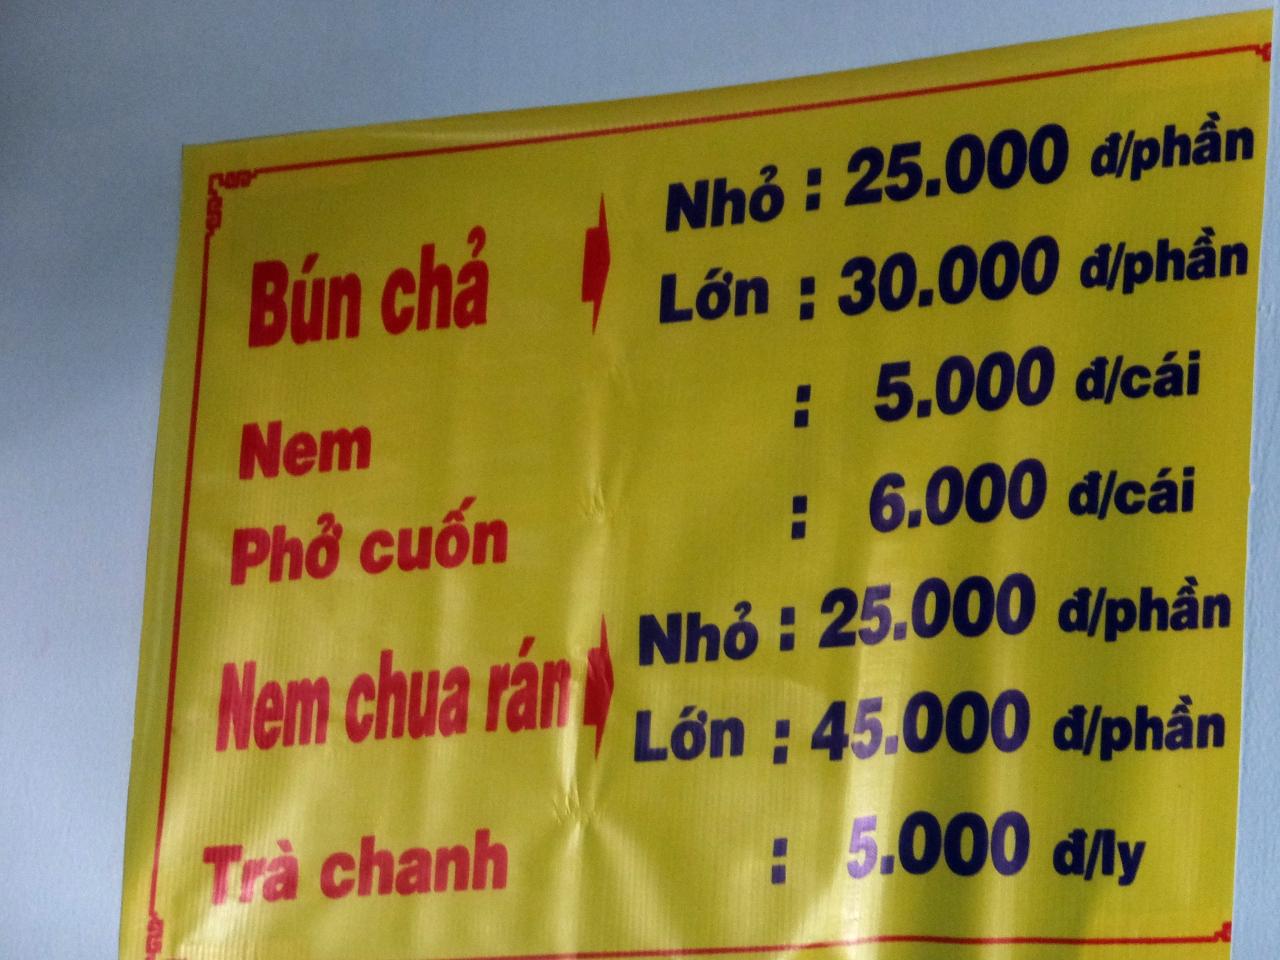 Bún chả
Nhỏ : 25.000 đ/phần
Lớn : 30.000 đ/phần
Nem : 5.000 đ/cái
Phở cuốn : 6.000 đ/cái
Nem chua rán
Nhỏ : 25.000 đ/phần
Lớn : 45.000 đ/phần
Trà chanh : 5.000 đ/ly